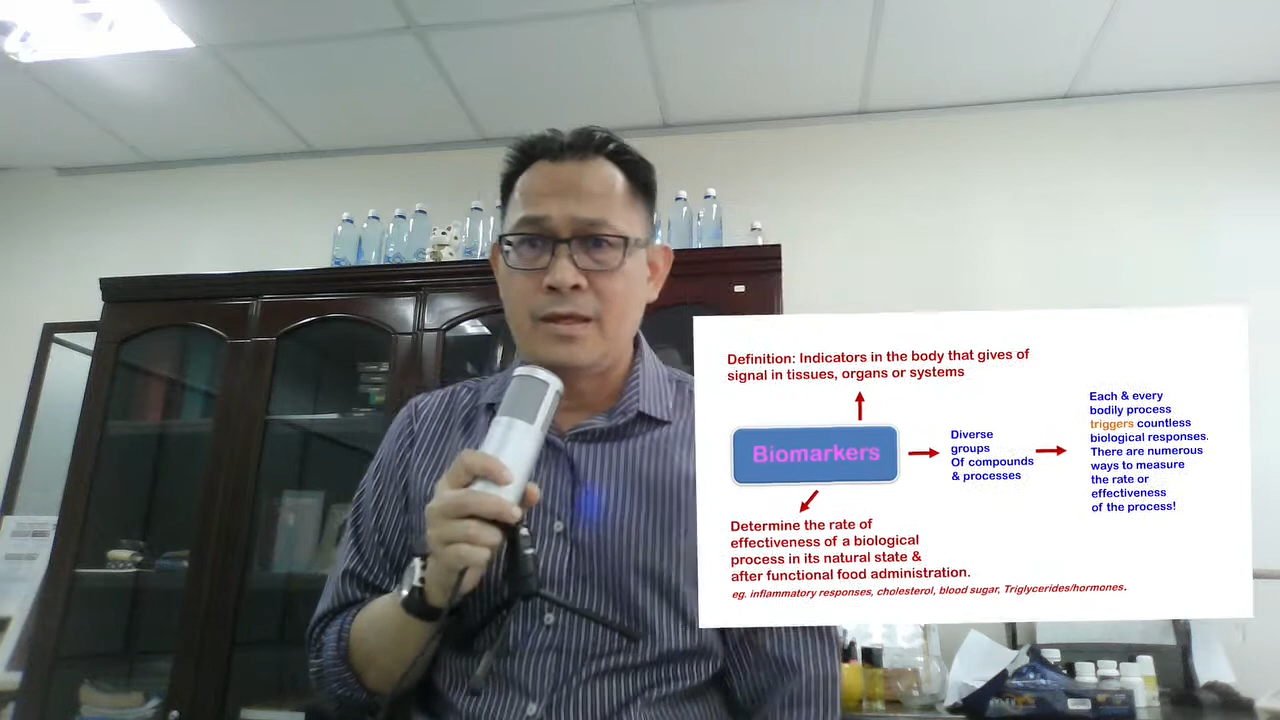 Definition: Indicators in the body that gives of
signal in tissues, organs or systems
Biomarkers
Diverse
groups
Of compounds
& processes
Each & every
bodily process
triggers countless
biological responses.
There are numerous
ways to measure
the rate or
effectiveness
of the process!
Determine the rate of
effectiveness of a biological
process in its natural state &
after functional food administration.
eg. inflammatory responses, cholesterol, blood sugar, Triglycerides/hormones.